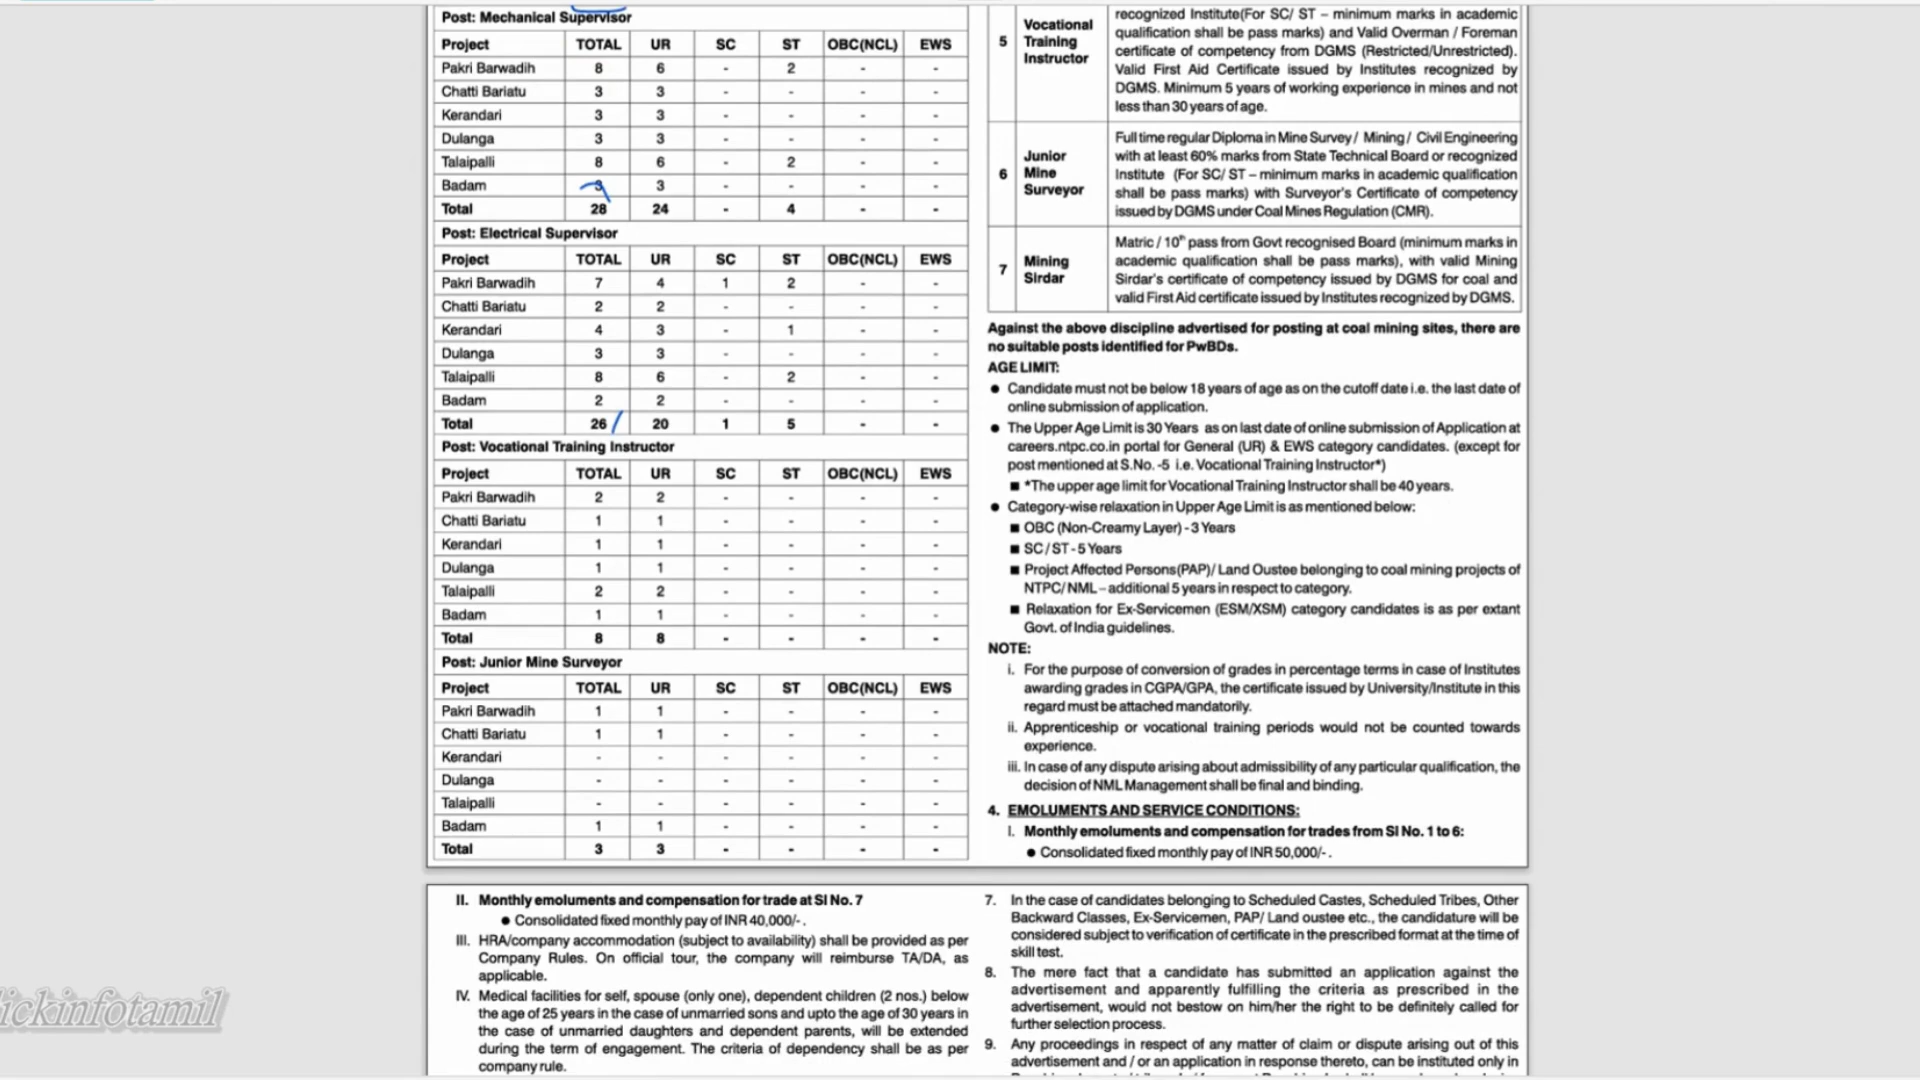 Post: Mechanical Supervisor
Project TOTAL UR SC ST OBC(NCL) EWS
Pakri Barwadih 8 6 - 2 - -
Chatti Bariatu 3 3 - - - -
Kerandari 3 3 - - - -
Dulanga 3 3 - - - -
Talaipalli 8 6 - 2 - -
Badam 3 3 - - - -
Total 28 24 - 4 - -
Post: Electrical Supervisor
Project TOTAL UR SC ST OBC(NCL) EWS
Pakri Barwadih 7 4 1 2 - -
Chatti Bariatu 2 2 - - - -
Kerandari 4 3 - 1 - -
Dulanga 3 3 - - - -
Talaipalli 8 6 - 2 - -
Badam 2 2 - - - -
Total 26 20 1 5 - -
Post: Vocational Training Instructor
Project TOTAL UR SC ST OBC(NCL) EWS
Pakri Barwadih 2 2 - - - -
Chatti Bariatu 1 1 - - - -
Kerandari 1 1 - - - -
Dulanga 1 1 - - - -
Talaipalli 2 2 - - - -
Badam 1 1 - - - -
Total 8 8 - - - -
Post: Junior Mine Surveyor
Project TOTAL UR SC ST OBC(NCL) EWS
Pakri Barwadih 1 1 - - - -
Chatti Bariatu 1 1 - - - -
Kerandari - - - - - -
Dulanga - - - - - -
Talaipalli - - - - - -
Badam 1 1 - - - -
Total 3 3 - - - -
5
Vocational
Training
Instructor
recognized Institute(For SC/ ST – minimum marks in academic
qualification shall be pass marks) and Valid Overman / Foreman
certificate of competency from DGMS (Restricted/Unrestricted).
Valid First Aid Certificate issued by Institutes recognized by
DGMS. Minimum 5 years of working experience in mines and not
less than 30 years of age.
6
Junior
Mine
Surveyor
Full time regular Diploma in Mine Survey / Mining / Civil Engineering
with at least 60% marks from State Technical Board or recognized
Institute (For SC/ ST – minimum marks in academic qualification
shall be pass marks) with Surveyor's Certificate of competency
issued by DGMS under Coal Mines Regulation (CMR).
7
Mining
Sirdar
Matric / 10th pass from Govt recognised Board (minimum marks in
academic qualification shall be pass marks), with valid Mining
Sirdar's certificate of competency issued by DGMS for coal and
valid First Aid certificate issued by Institutes recognized by DGMS.
Against the above discipline advertised for posting at coal mining sites, there are
no suitable posts identified for PwBDs.
AGE LIMIT:
● Candidate must not be below 18 years of age as on the cutoff date i.e. the last date of
online submission of application.
● The Upper Age Limit is 30 Years as on last date of online submission of Application at
careers.ntpc.co.in portal for General (UR) & EWS category candidates. (except for
post mentioned at S.No. -5 i.e. Vocational Training Instructor*)
■ *The upper age limit for Vocational Training Instructor shall be 40 years.
● Category-wise relaxation in Upper Age Limit is as mentioned below:
■ OBC (Non-Creamy Layer) - 3 Years
■ SC / ST - 5 Years
■ Project Affected Persons(PAP)/ Land Oustee belonging to coal mining projects of
NTPC/ NML – additional 5 years in respect to category.
■ Relaxation for Ex-Servicemen (ESM/XSM) category candidates is as per extant
Govt. of India guidelines.
NOTE:
i. For the purpose of conversion of grades in percentage terms in case of Institutes
awarding grades in CGPA/GPA, the certificate issued by University/Institute in this
regard must be attached mandatorily.
ii. Apprenticeship or vocational training periods would not be counted towards
experience.
iii. In case of any dispute arising about admissibility of any particular qualification, the
decision of NML Management shall be final and binding.
4. EMOLUMENTS AND SERVICE CONDITIONS:
I. Monthly emoluments and compensation for trades from Sl No. 1 to 6:
● Consolidated fixed monthly pay of INR 50,000/- .
II. Monthly emoluments and compensation for trade at Sl No. 7
● Consolidated fixed monthly pay of INR 40,000/- .
III. HRA/company accommodation (subject to availability) shall be provided as per
Company Rules. On official tour, the company will reimburse TA/DA, as
applicable.
IV. Medical facilities for self, spouse (only one), dependent children (2 nos.) below
the age of 25 years in the case of unmarried sons and upto the age of 30 years in
the case of unmarried daughters and dependent parents, will be extended
during the term of engagement. The criteria of dependency shall be as per
company rule.
7. In the case of candidates belonging to Scheduled Castes, Scheduled Tribes, Other
Backward Classes, Ex-Servicemen, PAP/ Land oustee etc., the candidature will be
considered subject to verification of certificate in the prescribed format at the time of
skill test.
8. The mere fact that a candidate has submitted an application against the
advertisement and apparently fulfilling the criteria as prescribed in the
advertisement, would not bestow on him/her the right to be definitely called for
further selection process.
9. Any proceedings in respect of any matter of claim or dispute arising out of this
advertisement and / or an application in response thereto, can be instituted only in
ickinfotamil